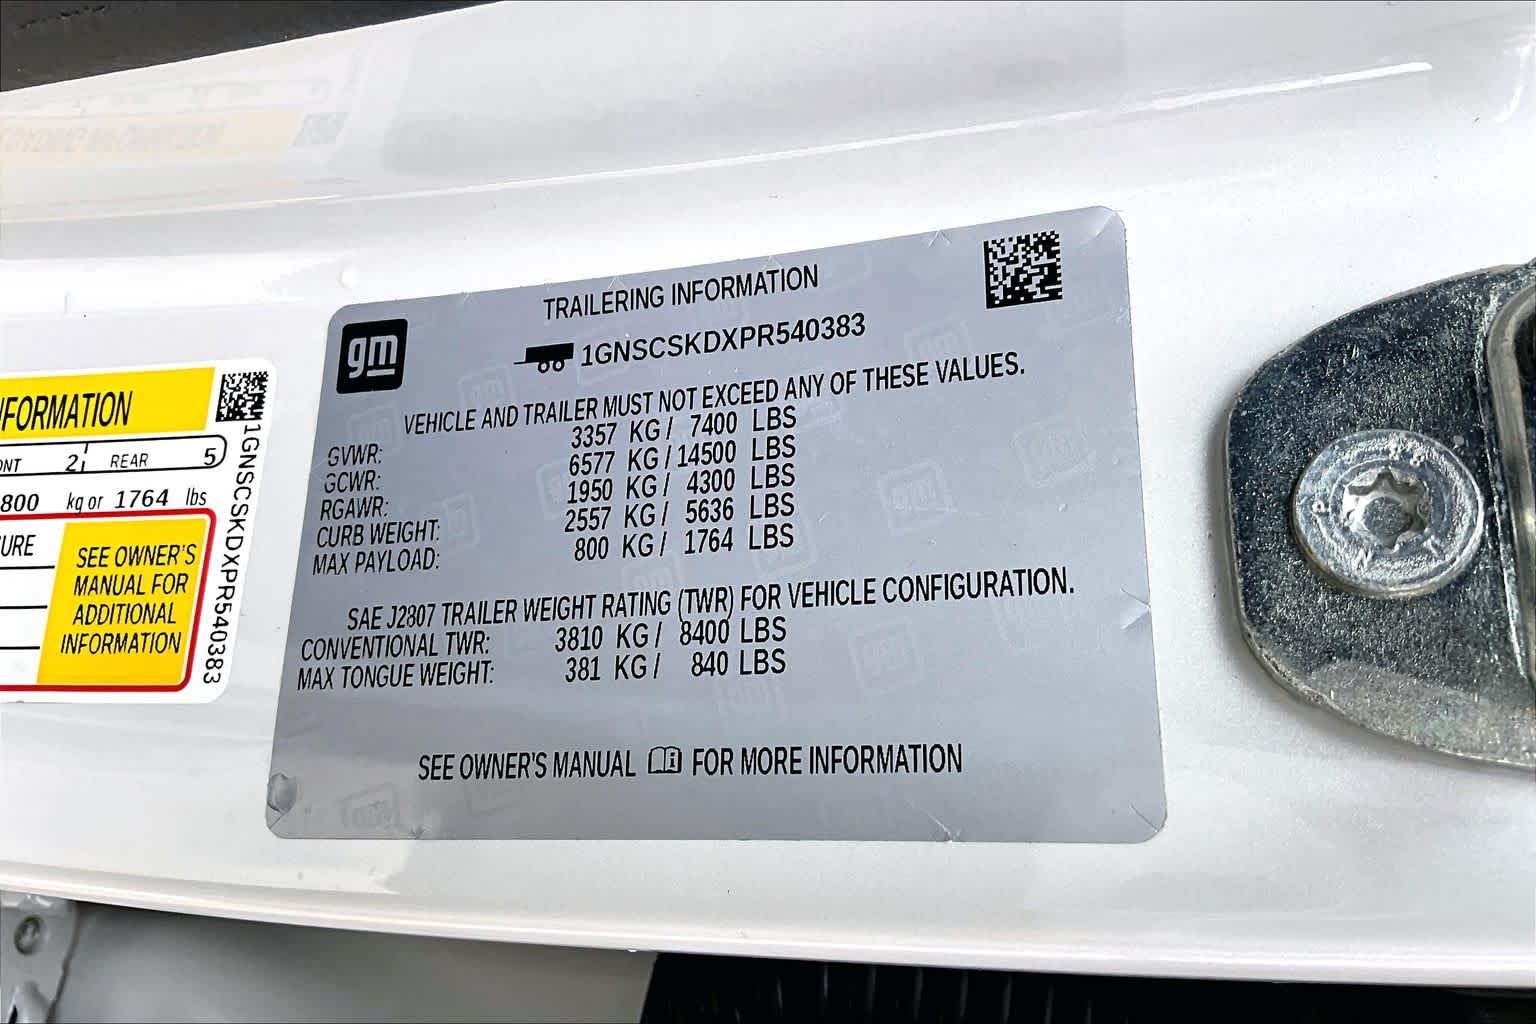 TRAILERING INFORMATION
gm
1GNSCSKDXPR540383
VEHICLE AND TRAILER MUST NOT EXCEED ANY OF THESE VALUES.
GVWR: 3357 KG / 7400 LBS
GCWR: 6577 KG / 14500 LBS
RGAWR: 1950 KG / 4300 LBS
CURB WEIGHT: 2557 KG / 5636 LBS
MAX PAYLOAD: 800 KG / 1764 LBS
SAE J2807 TRAILER WEIGHT RATING (TWR) FOR VEHICLE CONFIGURATION.
CONVENTIONAL TWR: 3810 KG / 8400 LBS
MAX TONGUE WEIGHT: 381 KG / 840 LBS
SEE OWNER'S MANUAL FOR MORE INFORMATION
NFORMATION
ONT 2 REAR 5
800 kg or 1764 lbs
URE
SEE OWNER'S
MANUAL FOR
ADDITIONAL
INFORMATION
1GNSCSKDXPR540383